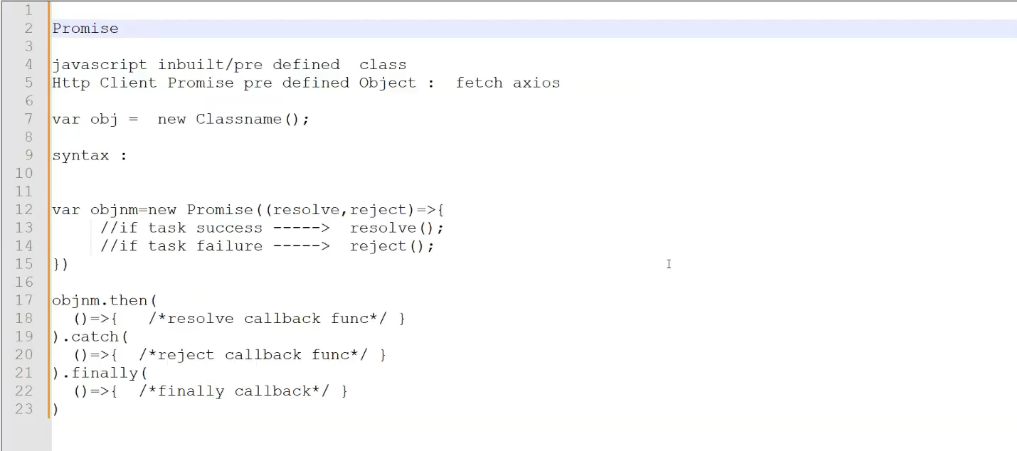 1
2 Promise
3
4 javascript inbuilt/pre defined  class
5 Http Client Promise pre defined Object :  fetch axios
6
7 var obj =  new Classname();
8
9 syntax :
10
11
12 var objnm=new Promise((resolve,reject)=>{
13     //if task success ----->  resolve();
14     //if task failure ----->  reject();
15 })
16
17 objnm.then(
18  ()=>{   /*resolve callback func*/ }
19 ).catch(
20  ()=>{  /*reject callback func*/ }
21 ).finally(
22  ()=>{  /*finally callback*/ }
23 )